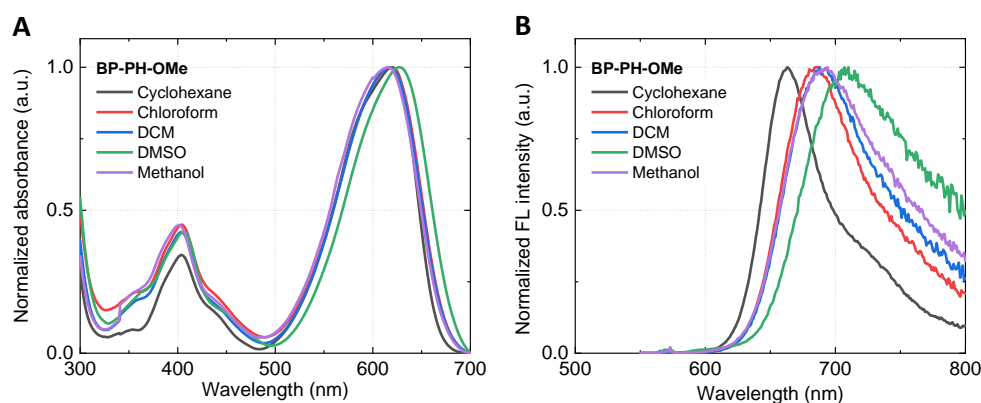 A
BP-PH-OMe
Cyclohexane
Chloroform
DCM
DMSO
Methanol
Normalized absorbance (a.u.)
1.0
0.5
0.0
300 400 500 600 700
Wavelength (nm)
B
BP-PH-OMe
Cyclohexane
Chloroform
DCM
DMSO
Methanol
Normalized FL intensity (a.u.)
1.0
0.5
0.0
500 600 700 800
Wavelength (nm)